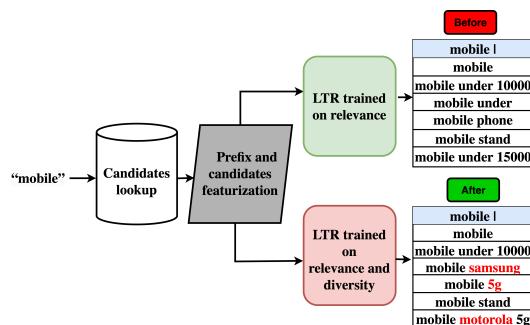 Before
mobile |
mobile
mobile under 10000
mobile under
mobile phone
mobile stand
mobile under 15000
LTR trained
on relevance
"mobile"
Candidates
lookup
Prefix and
candidates
featurization
After
mobile |
mobile
mobile under 10000
mobile samsung
mobile 5g
mobile stand
mobile motorola 5g
LTR trained
on
relevance and
diversity